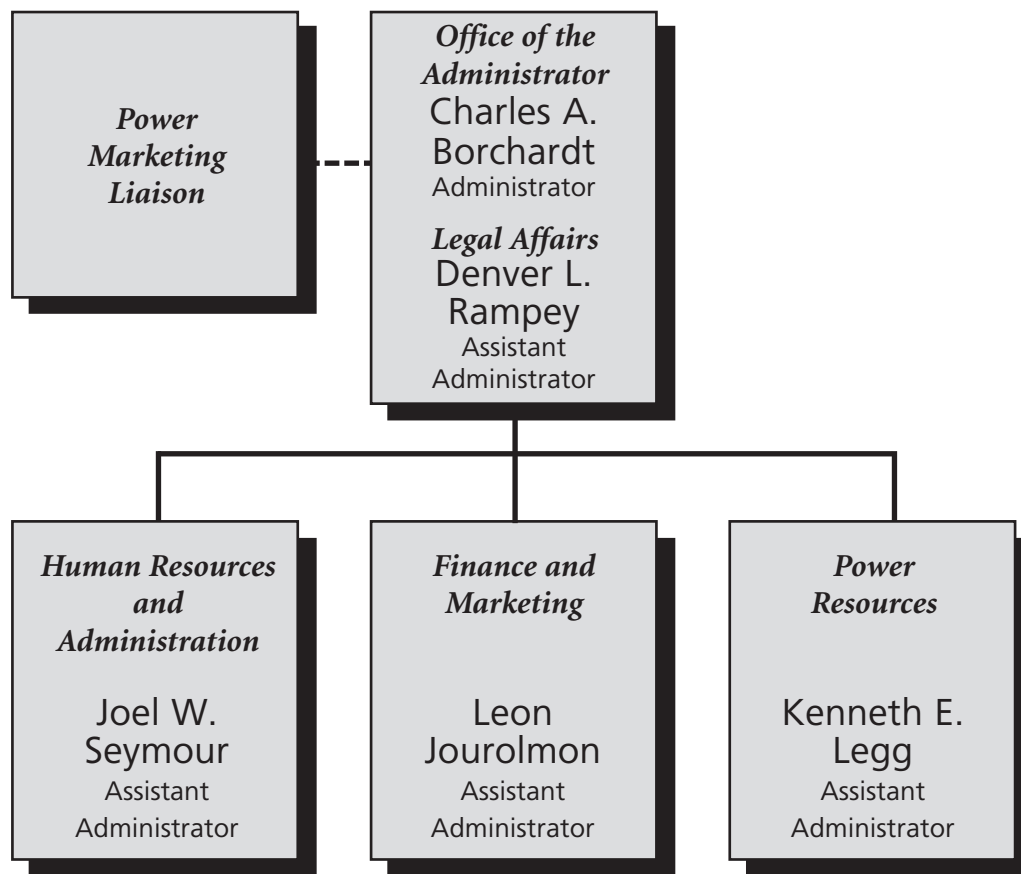 Power
Marketing
Liaison
Office of the
Administrator
Charles A.
Borchardt
Administrator
Legal Affairs
Denver L.
Rampey
Assistant
Administrator
Human Resources
and
Administration
Joel W.
Seymour
Assistant
Administrator
Finance and
Marketing
Leon
Jourolmon
Assistant
Administrator
Power
Resources
Kenneth E.
Legg
Assistant
Administrator